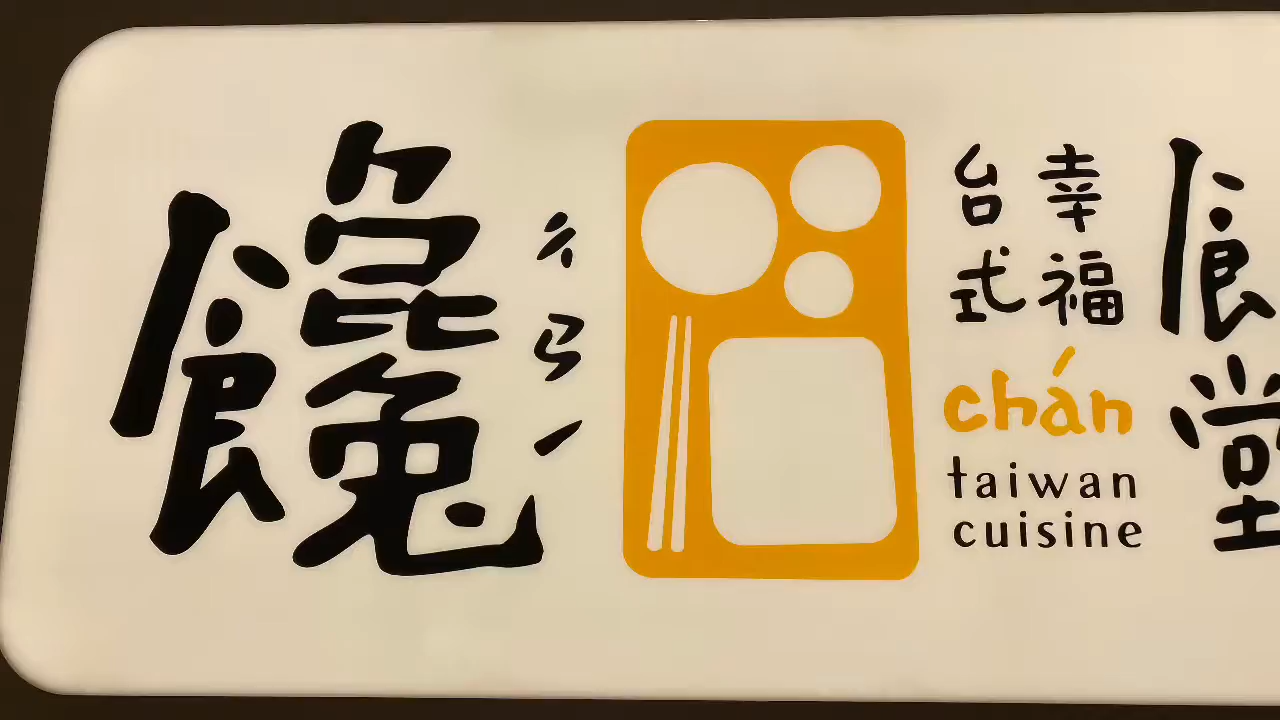 饞
ㄔㄢˊ
幸福
台式
chán
taiwan
cuisine
食堂